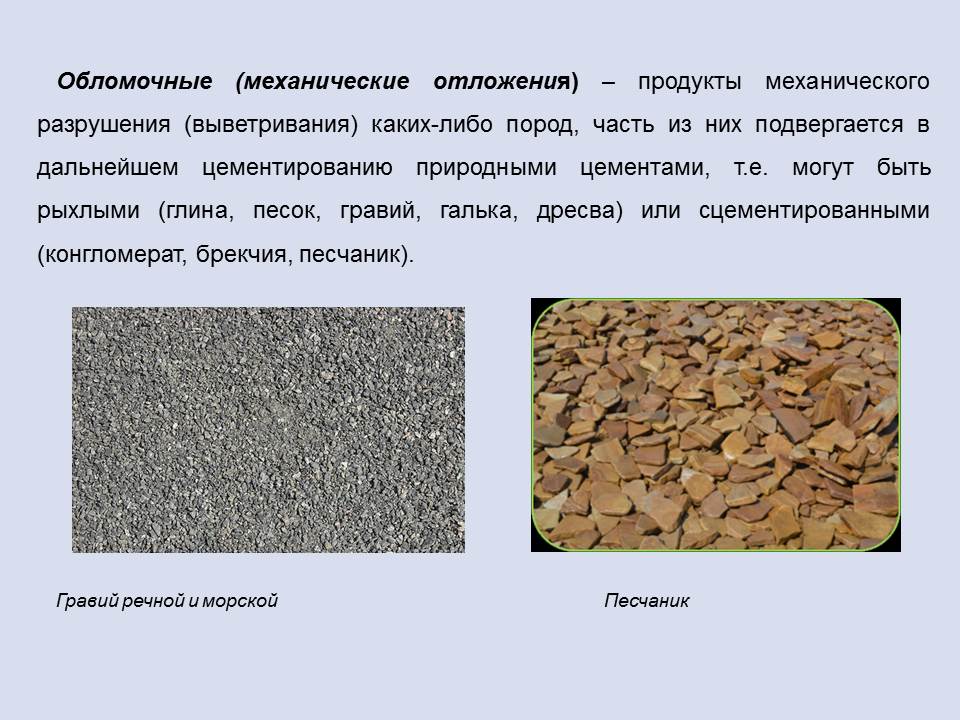 Обломочные (механические отложения) – продукты механического
разрушения (выветривания) каких-либо пород, часть из них подвергается в
дальнейшем цементированию природными цементами, т.е. могут быть
рыхлыми (глина, песок, гравий, галька, дресва) или сцементированными
(конгломерат, брекчия, песчаник).
Гравий речной и морской
Песчаник